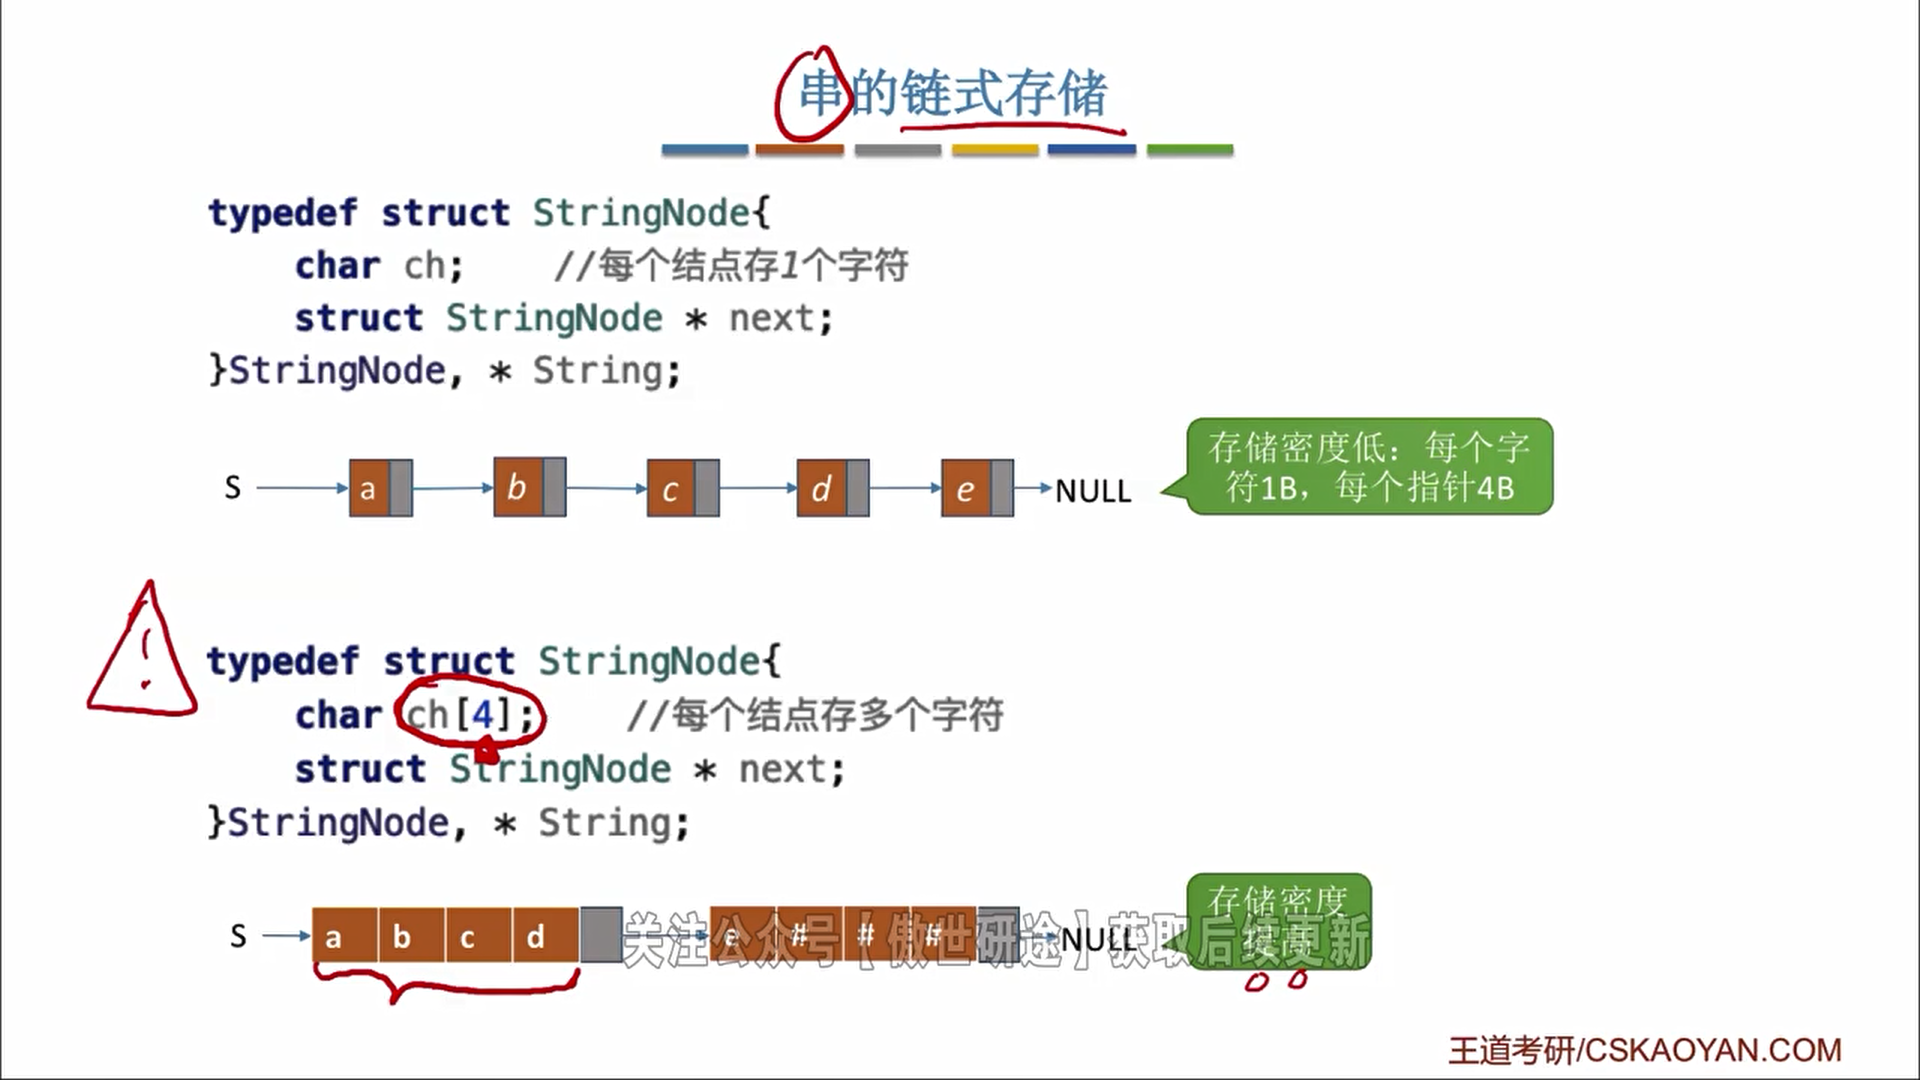 串的链式存储
typedef struct StringNode{
char ch; //每个结点存1个字符
struct StringNode * next;
}StringNode, * String;
S a b c d e NULL
存储密度低：每个字
符1B，每个指针4B
typedef struct StringNode{
char ch[4]; //每个结点存多个字符
struct StringNode * next;
}StringNode, * String;
S a b c d e # # # NULL
存储密度
提高
关注公众号【傲世研途】获取后续更新
王道考研/CSKAOYAN.COM